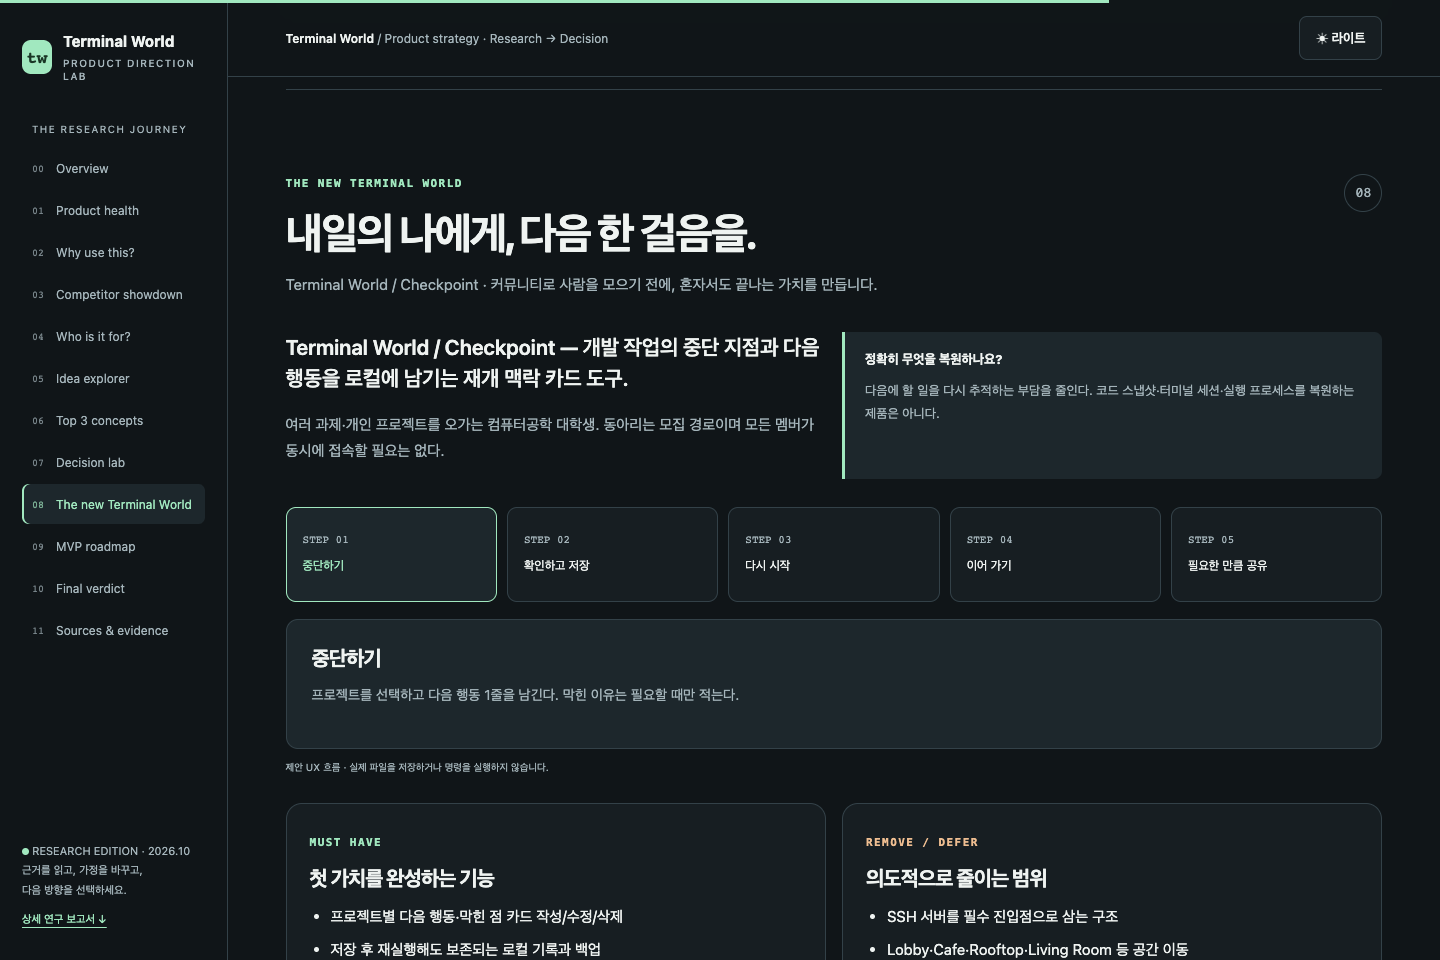 tw
Terminal World
PRODUCT DIRECTION
LAB
THE RESEARCH JOURNEY
00 Overview
01 Product health
02 Why use this?
03 Competitor showdown
04 Who is it for?
05 Idea explorer
06 Top 3 concepts
07 Decision lab
08 The new Terminal World
09 MVP roadmap
10 Final verdict
11 Sources & evidence
RESEARCH EDITION · 2026.10
근거를 읽고, 가정을 바꾸고,
다음 방향을 선택하세요.
상세 연구 보고서 ↓
Terminal World / Product strategy · Research → Decision
☀ 라이트
THE NEW TERMINAL WORLD
08
내일의 나에게, 다음 한 걸음을.
Terminal World / Checkpoint · 커뮤니티로 사람을 모으기 전에, 혼자서도 끝나는 가치를 만듭니다.
Terminal World / Checkpoint — 개발 작업의 중단 지점과 다음
행동을 로컬에 남기는 재개 맥락 카드 도구.
여러 과제·개인 프로젝트를 오가는 컴퓨터공학 대학생. 동아리는 모집 경로이며 모든 멤버가
동시에 접속할 필요는 없다.
정확히 무엇을 복원하나요?
다음에 할 일을 다시 추적하는 부담을 줄인다. 코드 스냅샷·터미널 세션·실행 프로세스를 복원하는
제품은 아니다.
STEP 01
중단하기
STEP 02
확인하고 저장
STEP 03
다시 시작
STEP 04
이어 가기
STEP 05
필요한 만큼 공유
중단하기
프로젝트를 선택하고 다음 행동 1줄을 남긴다. 막힌 이유는 필요할 때만 적는다.
제안 UX 흐름 · 실제 파일을 저장하거나 명령을 실행하지 않습니다.
MUST HAVE
첫 가치를 완성하는 기능
• 프로젝트별 다음 행동·막힌 점 카드 작성/수정/삭제
• 저장 후 재실행해도 보존되는 로컬 기록과 백업
REMOVE / DEFER
의도적으로 줄이는 범위
• SSH 서버를 필수 진입점으로 삼는 구조
• Lobby·Cafe·Rooftop·Living Room 등 공간 이동